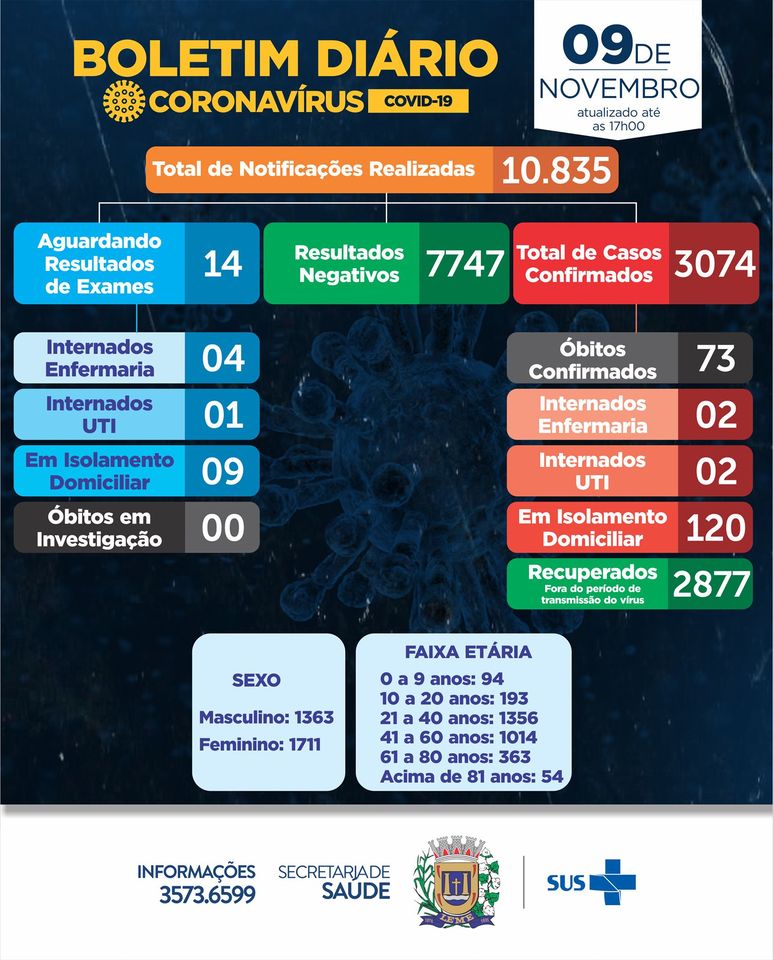 BOLETIM DIÁRIO
CORONAVÍRUS COVID-19
09 DE
NOVEMBRO
atualizado até
as 17h00
Total de Notificações Realizadas 10.835
Aguardando
Resultados
de Exames
14
Resultados
Negativos
7747
Total de Casos
Confirmados
3074
Internados
Enfermaria
04
Internados
UTI
01
Em Isolamento
Domiciliar
09
Óbitos em
Investigação
00
Óbitos
Confirmados
73
Internados
Enfermaria
02
Internados
UTI
02
Em Isolamento
Domiciliar
120
Recuperados
Fora do período de
transmissão do vírus
2877
SEXO
Masculino: 1363
Feminino: 1711
FAIXA ETÁRIA
0 a 9 anos: 94
10 a 20 anos: 193
21 a 40 anos: 1356
41 a 60 anos: 1014
61 a 80 anos: 363
Acima de 81 anos: 54
INFORMAÇÕES
3573.6599
SECRETARIA DE
SAÚDE
LEME
SUS